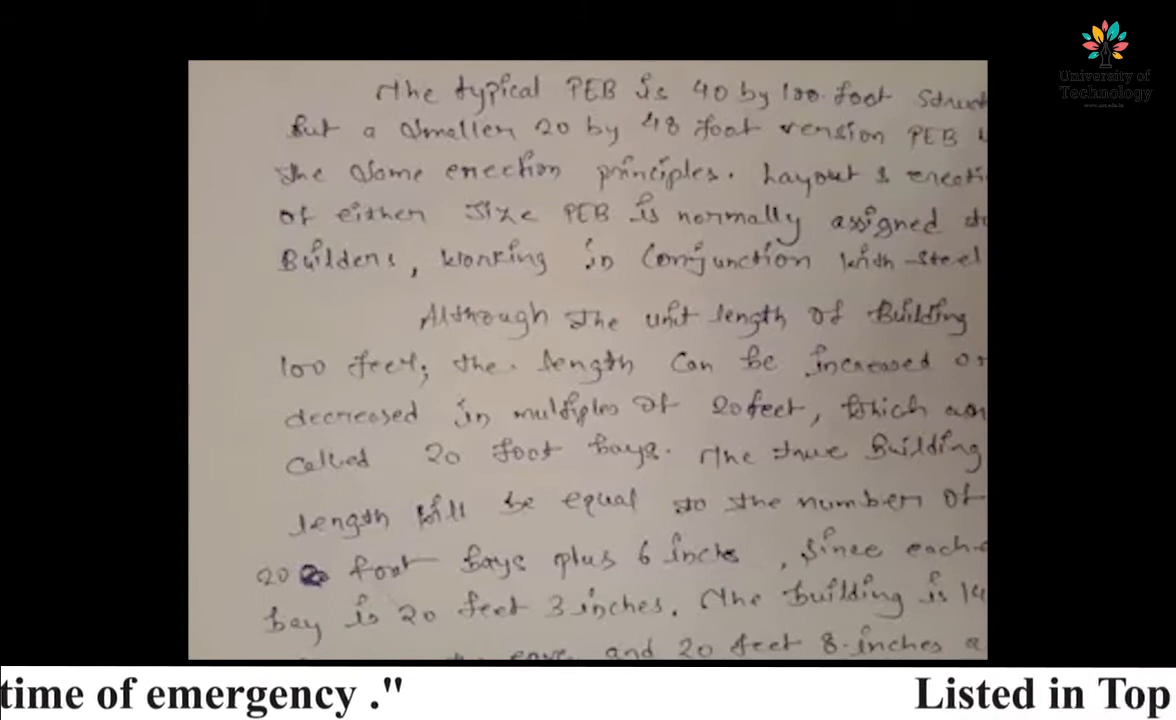 University of
Technology
The typical PEB is 40 by 100-foot Struct
But a smaller 20 by 48 foot version PEB
the same erection principles. Layout & erecti
of either size PEB is normally assigned to
Builders, working in Conjunction with steel
Although the unit length of Building
100 feet, the length can be increased or
decreased in multiples of 20 feet, which are
called 20 foot bays. The true Building
length will be equal to the number of
20 foot bays plus 6 inches, since each
bay is 20 feet 3 inches. The building is 14
eave and 20 feet 8-inches a
time of emergency ."
Listed in Top